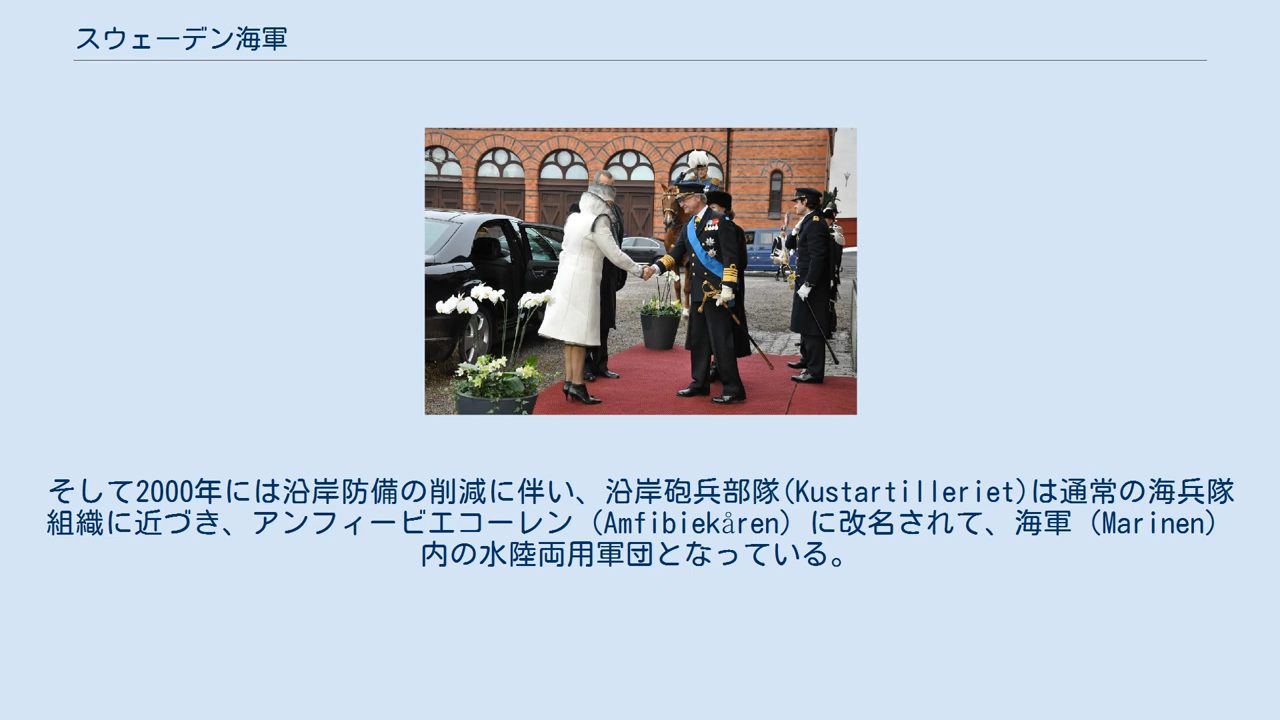 スウェーデン海軍
そして2000年には沿岸防備の削減に伴い、沿岸砲兵部隊(Kustartilleriet)は通常の海兵隊
組織に近づき、アンフィービエコーレン（Amfibiekåren）に改名されて、海軍（Marinen）
内の水陸両用軍団となっている。